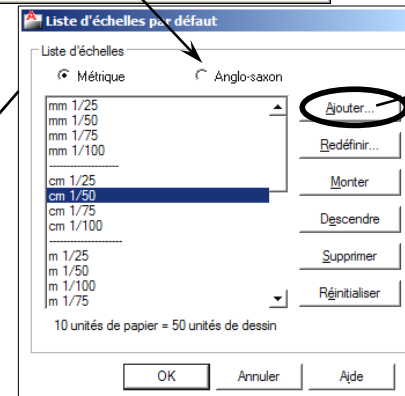 Liste d'échelles par défaut
Liste d'échelles
Métrique Anglo-saxon
mm 1/25
mm 1/50
mm 1/75
mm 1/100
--------------------
cm 1/25
cm 1/50
cm 1/75
cm 1/100
--------------------
m 1/25
m 1/50
m 1/100
m 1/75
Ajouter...
Redéfinir...
Monter
Descendre
Supprimer
Réinitialiser
10 unités de papier = 50 unités de dessin
OK Annuler Aide